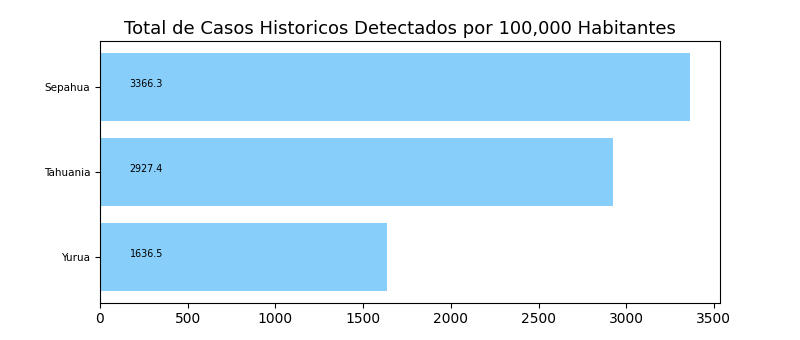 Total de Casos Historicos Detectados por 100,000 Habitantes
Sepahua
3366.3
Tahuania
2927.4
Yurua
1636.5
0 500 1000 1500 2000 2500 3000 3500